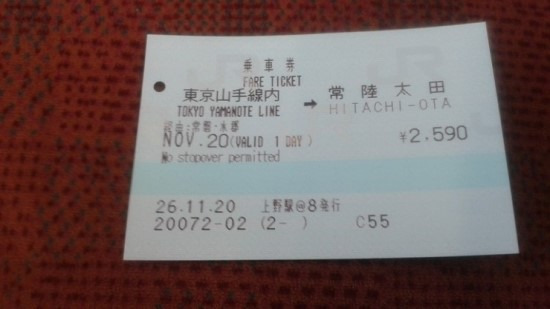 乗車券
FARE TICKET
東京山手線内 → 常陸太田
TOKYO YAMANOTE LINE HITACHI-OTA
経由:常磐・水郡
NOV.20(VALID 1 DAY) ¥2.590
No stopover permitted
26.11.20 上野駅@8発行
20072-02 (2- ) C55